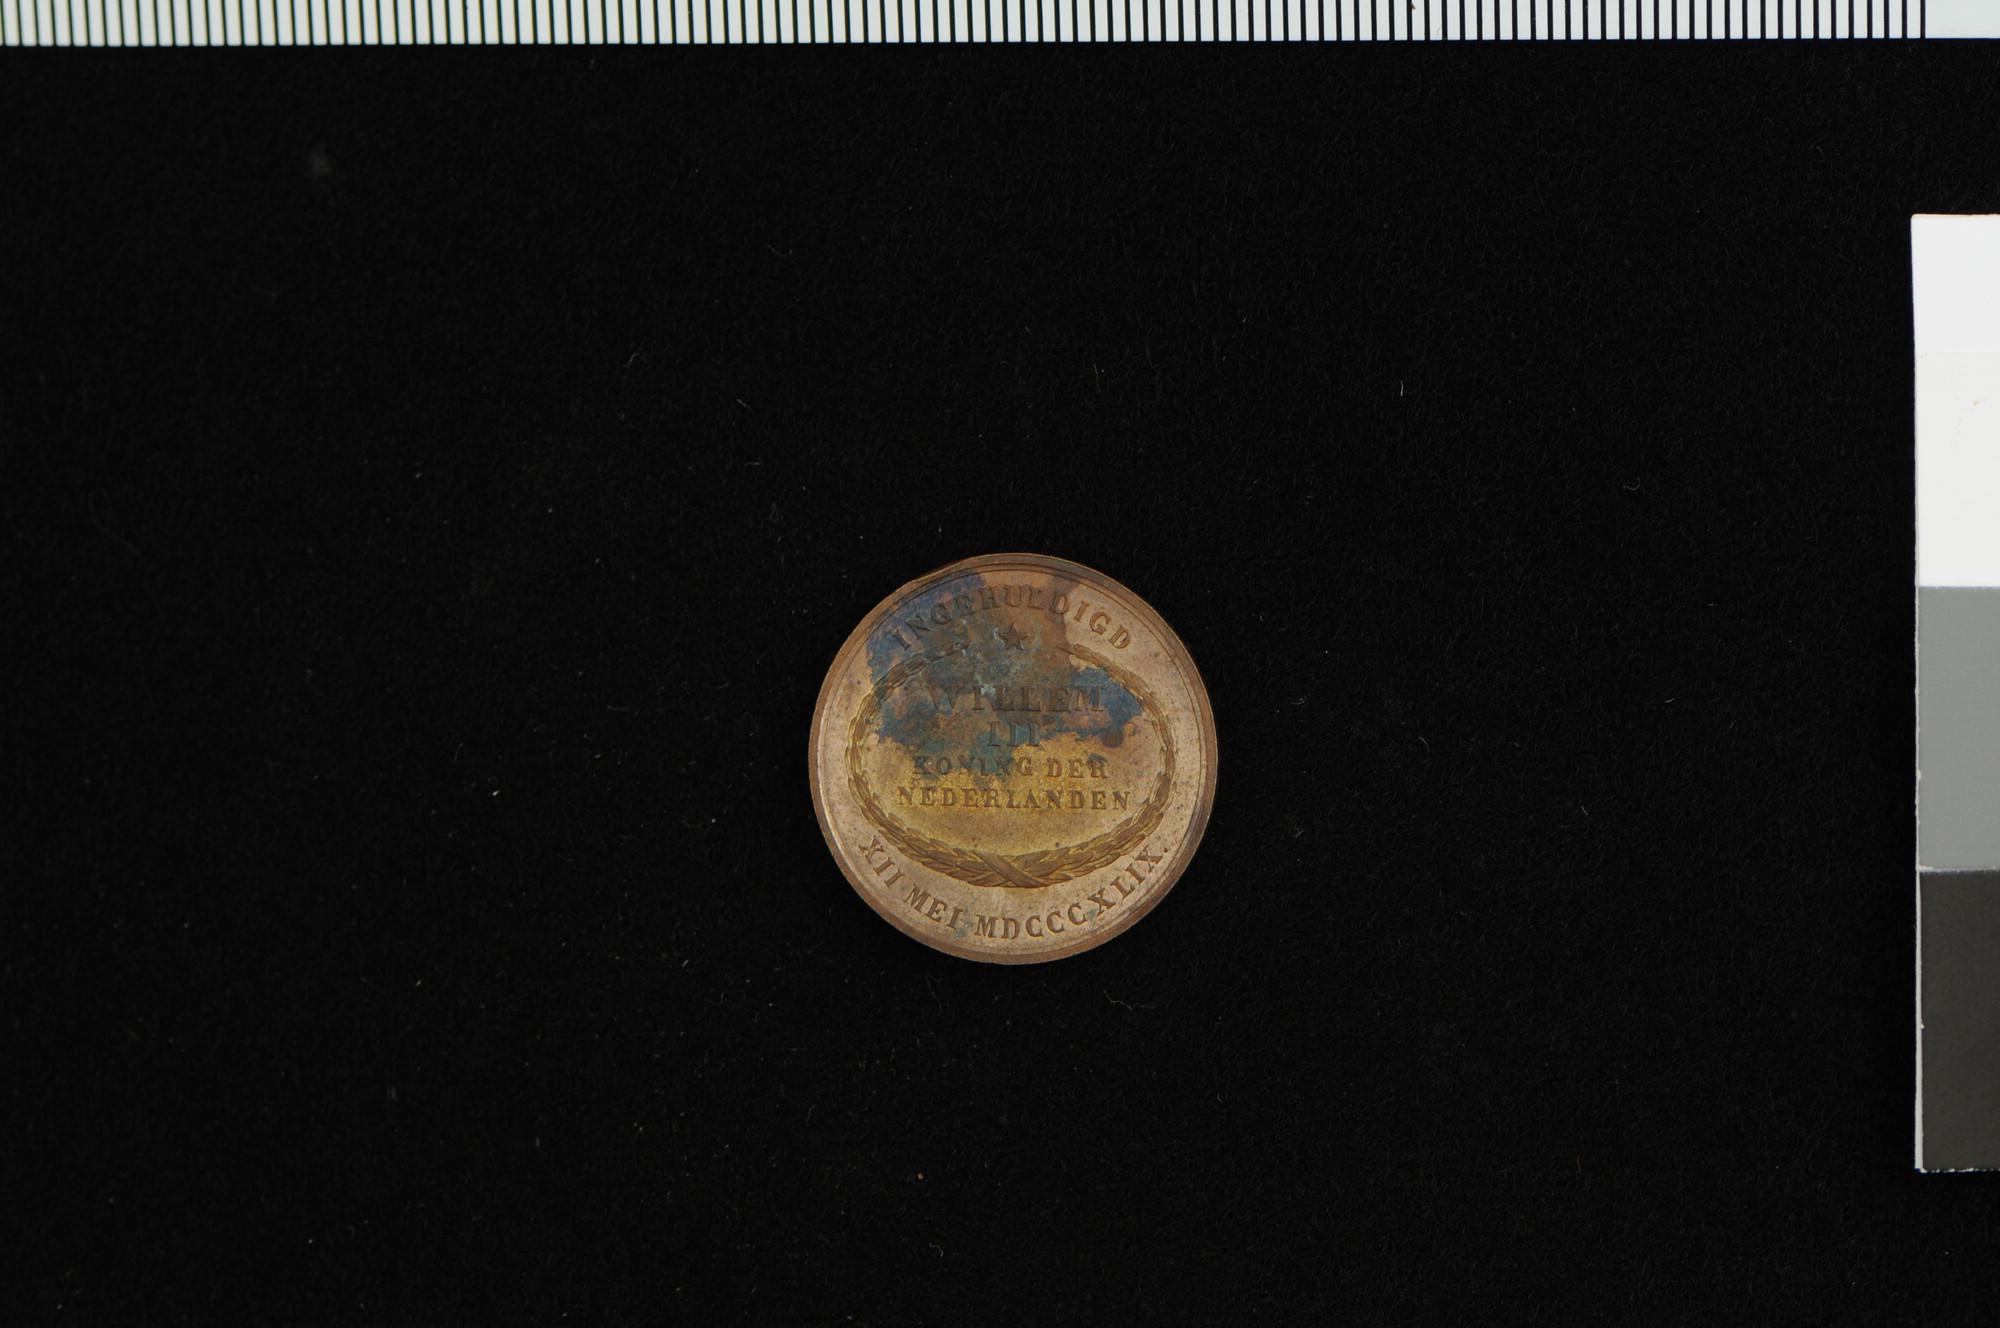 INGEHULDIGD
WILLEM
III
KONING DER
NEDERLANDEN
XII·MEI·MDCCCXLIX.